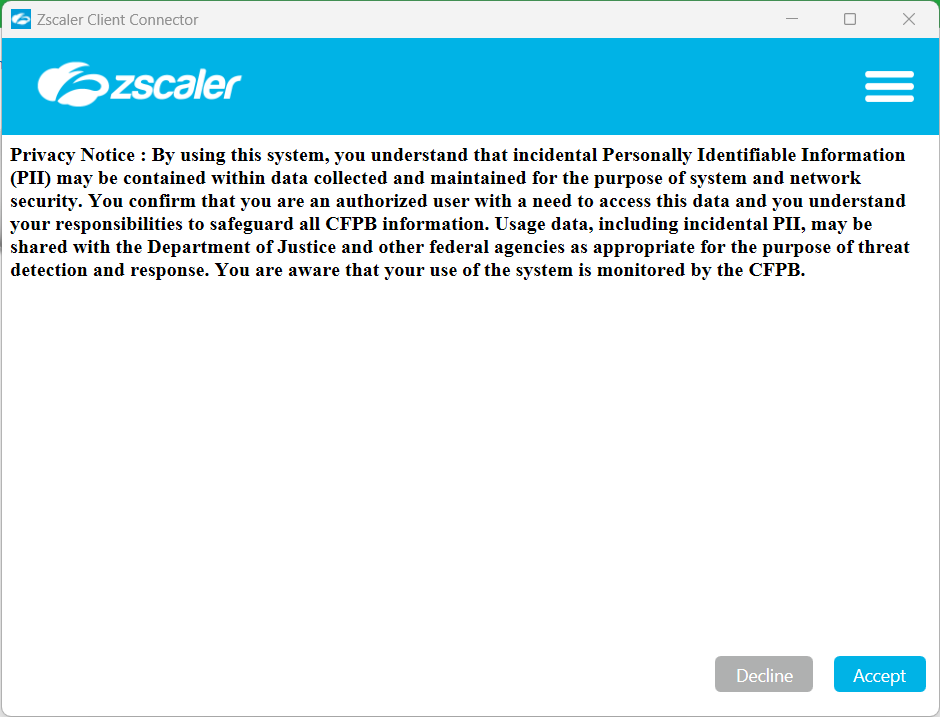 Zscaler Client Connector
zscaler
Privacy Notice : By using this system, you understand that incidental Personally Identifiable Information
(PII) may be contained within data collected and maintained for the purpose of system and network
security. You confirm that you are an authorized user with a need to access this data and you understand
your responsibilities to safeguard all CFPB information. Usage data, including incidental PII, may be
shared with the Department of Justice and other federal agencies as appropriate for the purpose of threat
detection and response. You are aware that your use of the system is monitored by the CFPB.
Decline Accept